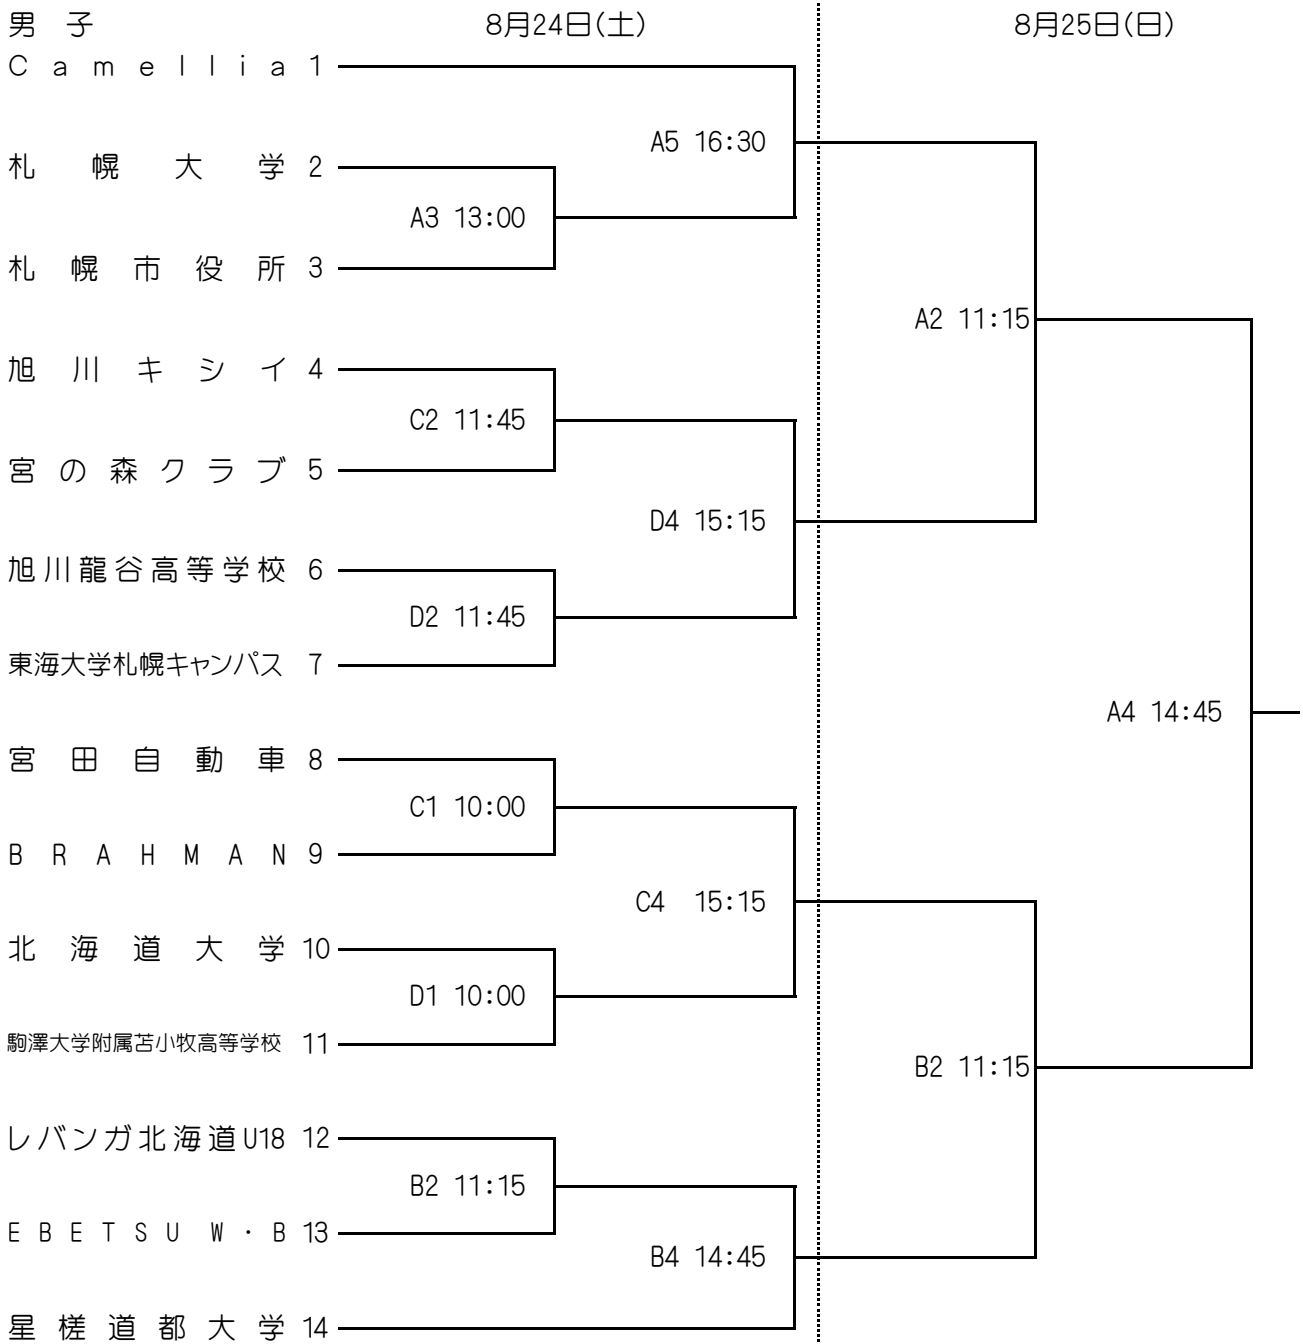 男子 8月24日(土) 8月25日(日)
Camellia 1
A5 16:30
札幌大学 2
A3 13:00
札幌市役所 3
A2 11:15
旭川キシイ 4
C2 11:45
宮の森クラブ 5
D4 15:15
旭川龍谷高等学校 6
D2 11:45
東海大学札幌キャンパス 7
A4 14:45
宮田自動車 8
C1 10:00
BRAHMAN 9
C4 15:15
北海道大学 10
D1 10:00
駒澤大学附属苫小牧高等学校 11
B2 11:15
レバンガ北海道U18 12
B2 11:15
EBETSU W・B 13
B4 14:45
星槎道都大学 14